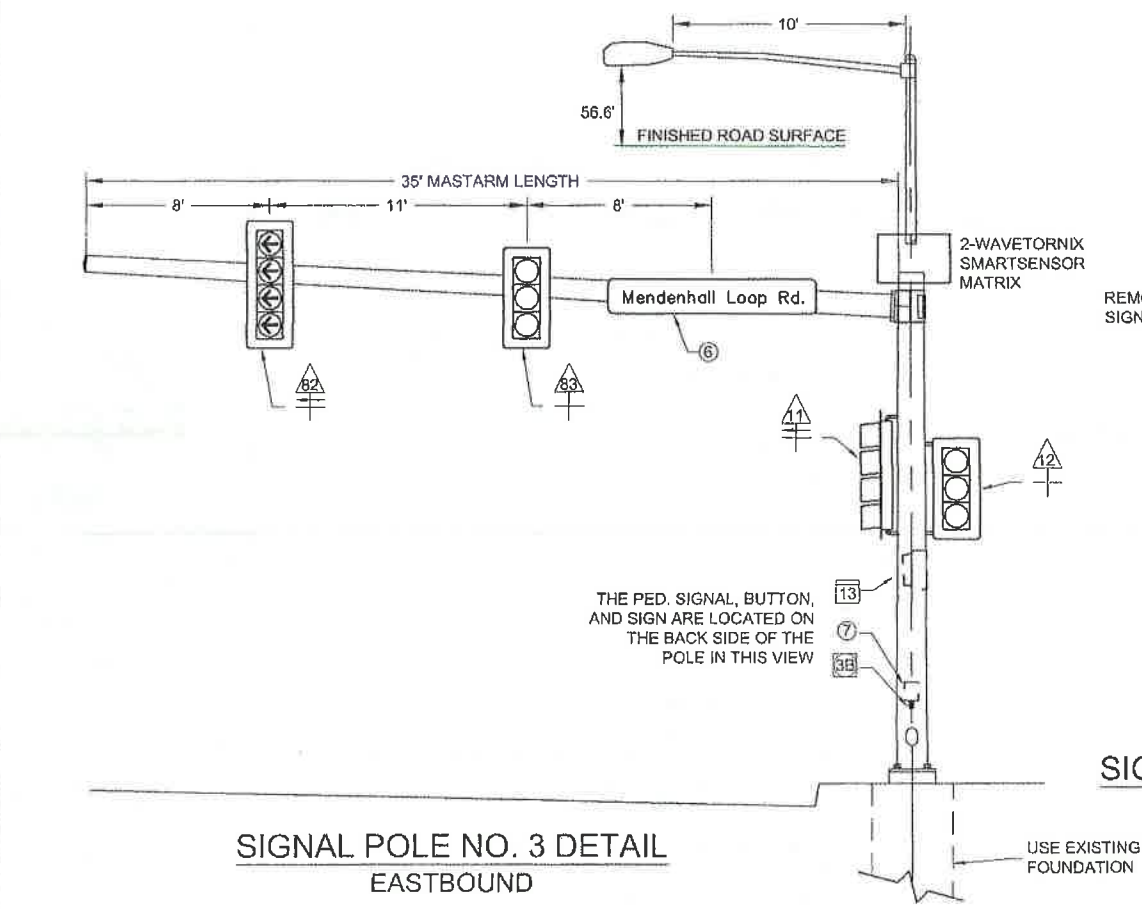 10'
56.6'
FINISHED ROAD SURFACE
35' MASTARM LENGTH
8'
11'
8'
2-WAVETORNIX
SMARTSENSOR
MATRIX
Mendenhall Loop Rd.
6
82
83
11
12
13
THE PED. SIGNAL, BUTTON,
AND SIGN ARE LOCATED ON
THE BACK SIDE OF THE
POLE IN THIS VIEW
7
3B
SIGNAL POLE NO. 3 DETAIL
EASTBOUND
USE EXISTING
FOUNDATION